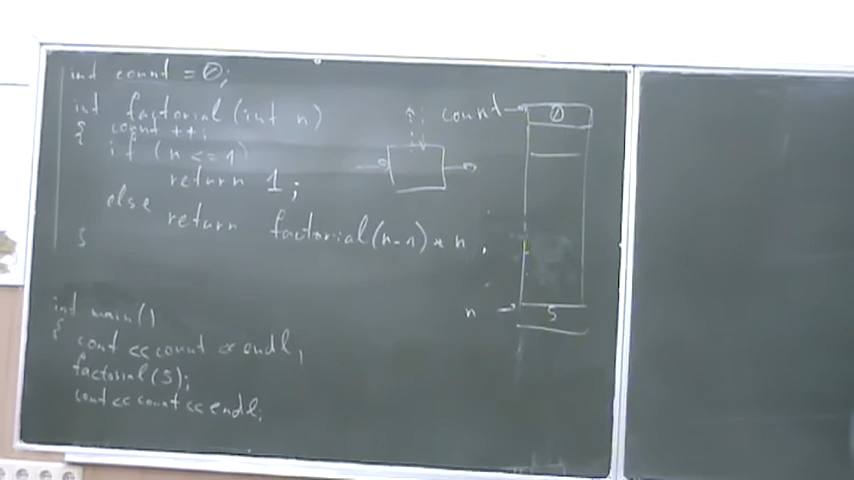 int count = 0;
int factorial (int n)
{ count ++;
if (n <= 1)
return 1;
else
return factorial(n-1) * n
}
int main()
{ cout << count << endl;
factorial(5);
cout << count << endl;
count
0
n
5